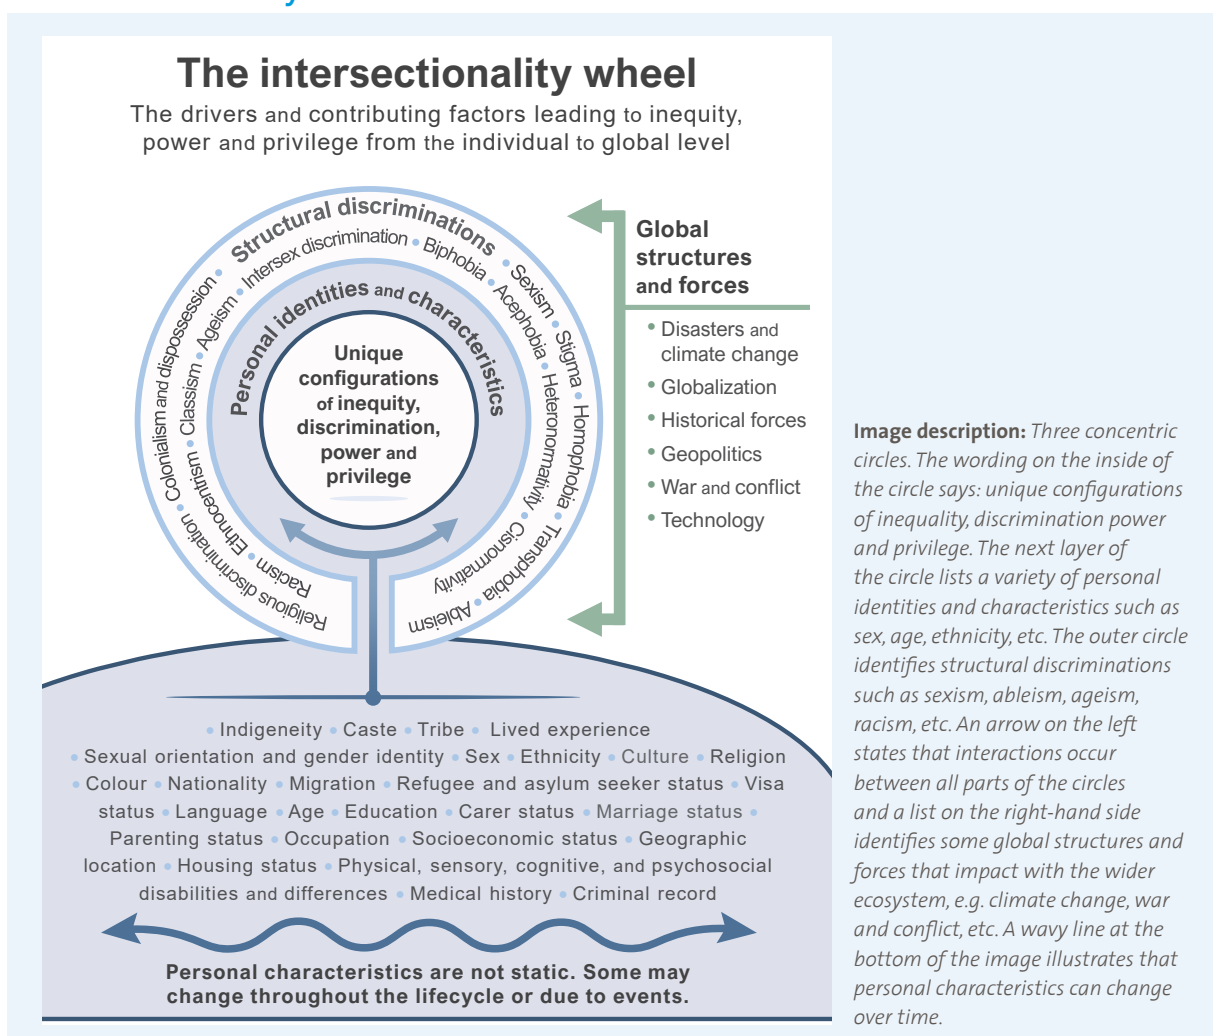 The intersectionality wheel
The drivers and contributing factors leading to inequity,
power and privilege from the individual to global level
Structural discriminations
Religious discrimination • Colonialism and dispossession • • Sexism • Stigma • Homophobia • Transphobia • Ableism
Racism • Ethnocentrism • Classism • Ageism • Intersex discrimination • Biphobia • Acephobia • Heteronormativity • Cisnormativity
Personal identities and characteristics
Unique
configurations
of inequity,
discrimination,
power and
privilege
Global
structures
and forces
• Disasters and
climate change
• Globalization
• Historical forces
• Geopolitics
• War and conflict
• Technology
• Indigeneity • Caste • Tribe • Lived experience
• Sexual orientation and gender identity • Sex • Ethnicity • Culture • Religion
• Colour • Nationality • Migration • Refugee and asylum seeker status • Visa
status • Language • Age • Education • Carer status • Marriage status •
Parenting status • Occupation • Socioeconomic status • Geographic
location • Housing status • Physical, sensory, cognitive, and psychosocial
disabilities and differences • Medical history • Criminal record
Personal characteristics are not static. Some may
change throughout the lifecycle or due to events.
Image description: Three concentric
circles. The wording on the inside of
the circle says: unique configurations
of inequality, discrimination power
and privilege. The next layer of
the circle lists a variety of personal
identities and characteristics such as
sex, age, ethnicity, etc. The outer circle
identifies structural discriminations
such as sexism, ableism, ageism,
racism, etc. An arrow on the left
states that interactions occur
between all parts of the circles
and a list on the right-hand side
identifies some global structures and
forces that impact with the wider
ecosystem, e.g. climate change, war
and conflict, etc. A wavy line at the
bottom of the image illustrates that
personal characteristics can change
over time.